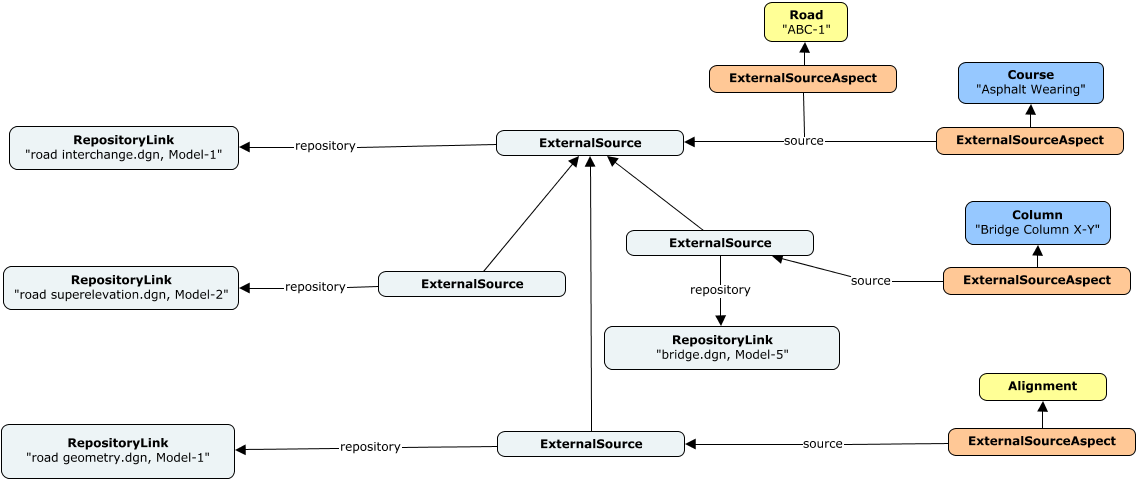 Road
"ABC-1"
ExternalSourceAspect
Course
"Asphalt Wearing"
RepositoryLink
"road interchange.dgn, Model-1"
repository
ExternalSource
source
ExternalSourceAspect
Column
"Bridge Column X-Y"
ExternalSource
RepositoryLink
"road superelevation.dgn, Model-2"
repository
ExternalSource
repository
source
ExternalSourceAspect
RepositoryLink
"bridge.dgn, Model-5"
Alignment
RepositoryLink
"road geometry.dgn, Model-1"
repository
ExternalSource
source
ExternalSourceAspect